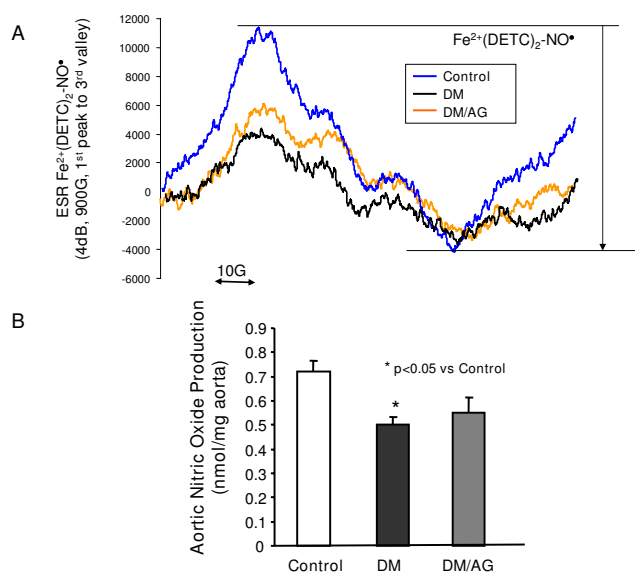 A
ESR Fe²⁺(DETC)₂-NO•
(4dB, 900G, 1ˢᵗ peak to 3ʳᵈ valley)
12000
10000
8000
6000
4000
2000
0
-2000
-4000
-6000
Fe²⁺(DETC)₂-NO•
Control
DM
DM/AG
10G
B
Aortic Nitric Oxide Production
(nmol/mg aorta)
0.9
0.8
0.7
0.6
0.5
0.4
0.3
0.2
0.1
0
* p<0.05 vs Control
*
Control DM DM/AG